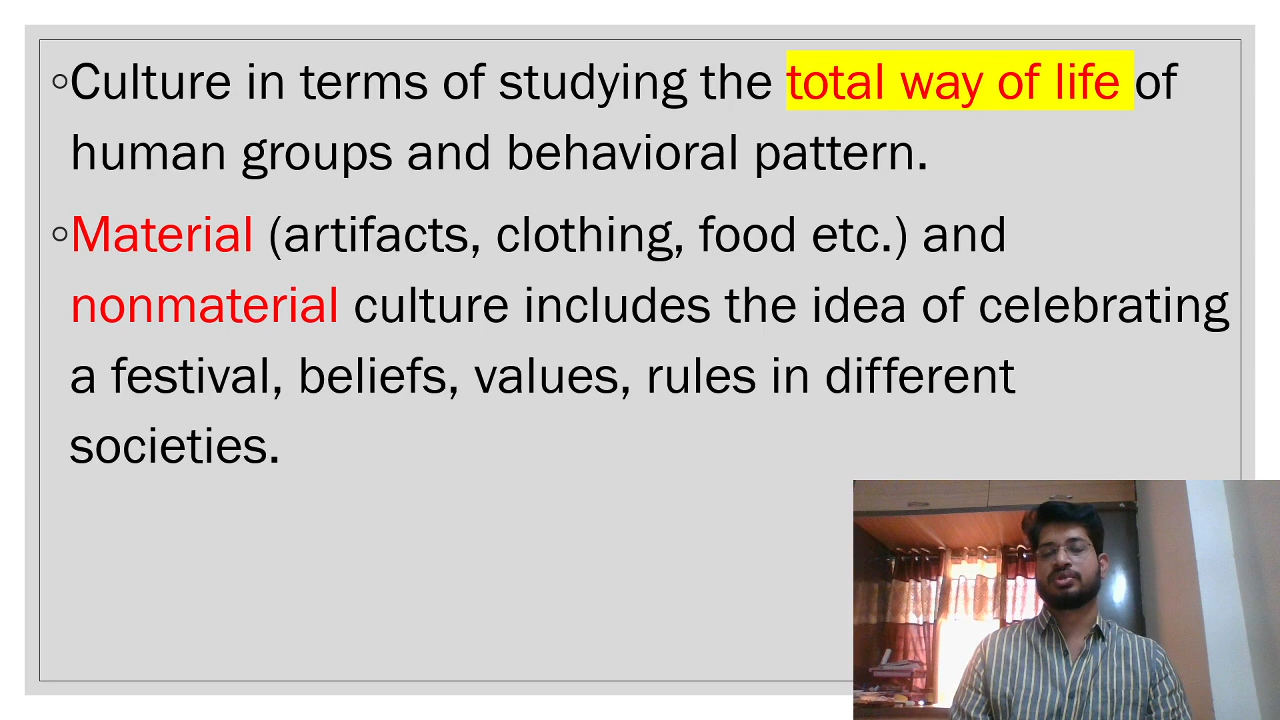 ◦Culture in terms of studying the total way of life of
human groups and behavioral pattern.
◦Material (artifacts, clothing, food etc.) and
nonmaterial culture includes the idea of celebrating
a festival, beliefs, values, rules in different
societies.